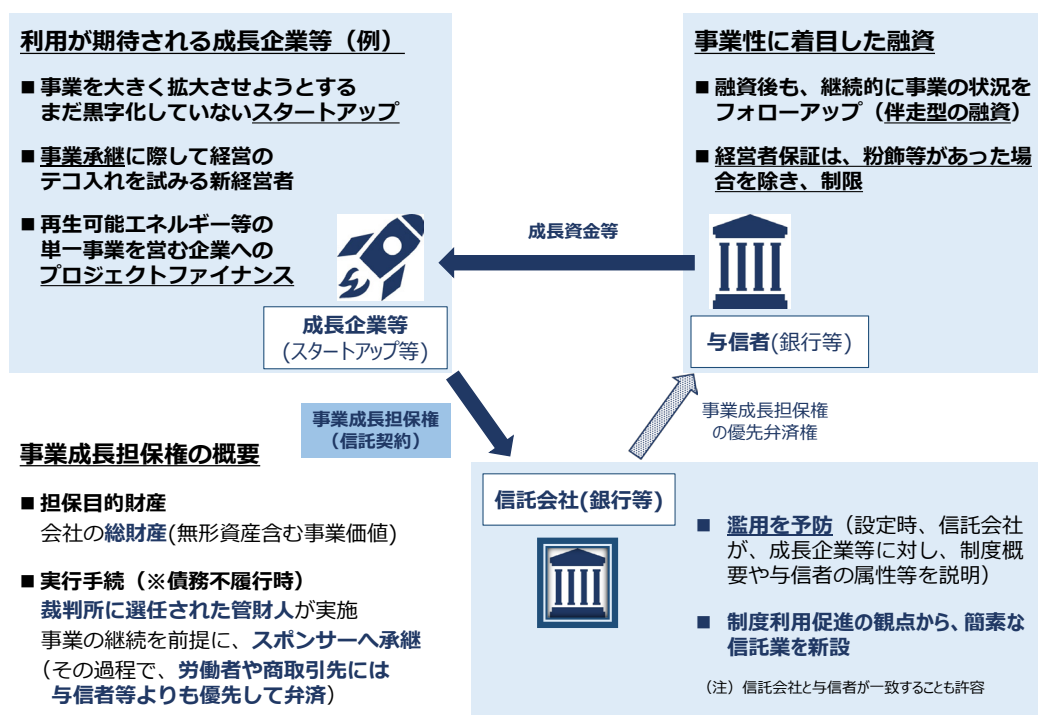 利用が期待される成長企業等（例）
■ 事業を大きく拡大させようとする
まだ黒字化していないスタートアップ
■ 事業承継に際して経営の
テコ入れを試みる新経営者
■ 再生可能エネルギー等の
単一事業を営む企業への
プロジェクトファイナンス
成長企業等
(スタートアップ等)
成長資金等
事業性に着目した融資
■ 融資後も、継続的に事業の状況を
フォローアップ（伴走型の融資）
■ 経営者保証は、粉飾等があった場
合を除き、制限
与信者(銀行等)
事業成長担保権
（信託契約）
事業成長担保権
の優先弁済権
事業成長担保権の概要
■ 担保目的財産
会社の総財産(無形資産含む事業価値)
■ 実行手続（※債務不履行時）
裁判所に選任された管財人が実施
事業の継続を前提に、スポンサーへ承継
（その過程で、労働者や商取引先には
与信者等よりも優先して弁済）
信託会社(銀行等)
■ 濫用を予防（設定時、信託会社
が、成長企業等に対し、制度概
要や与信者の属性等を説明）
■ 制度利用促進の観点から、簡素な
信託業を新設
（注）信託会社と与信者が一致することも許容